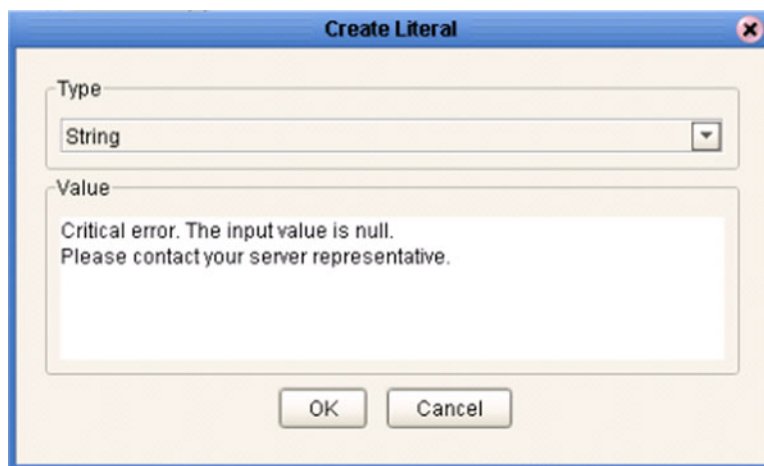 Create Literal
Type
String
Value
Critical error. The input value is null.
Please contact your server representative.
OK Cancel